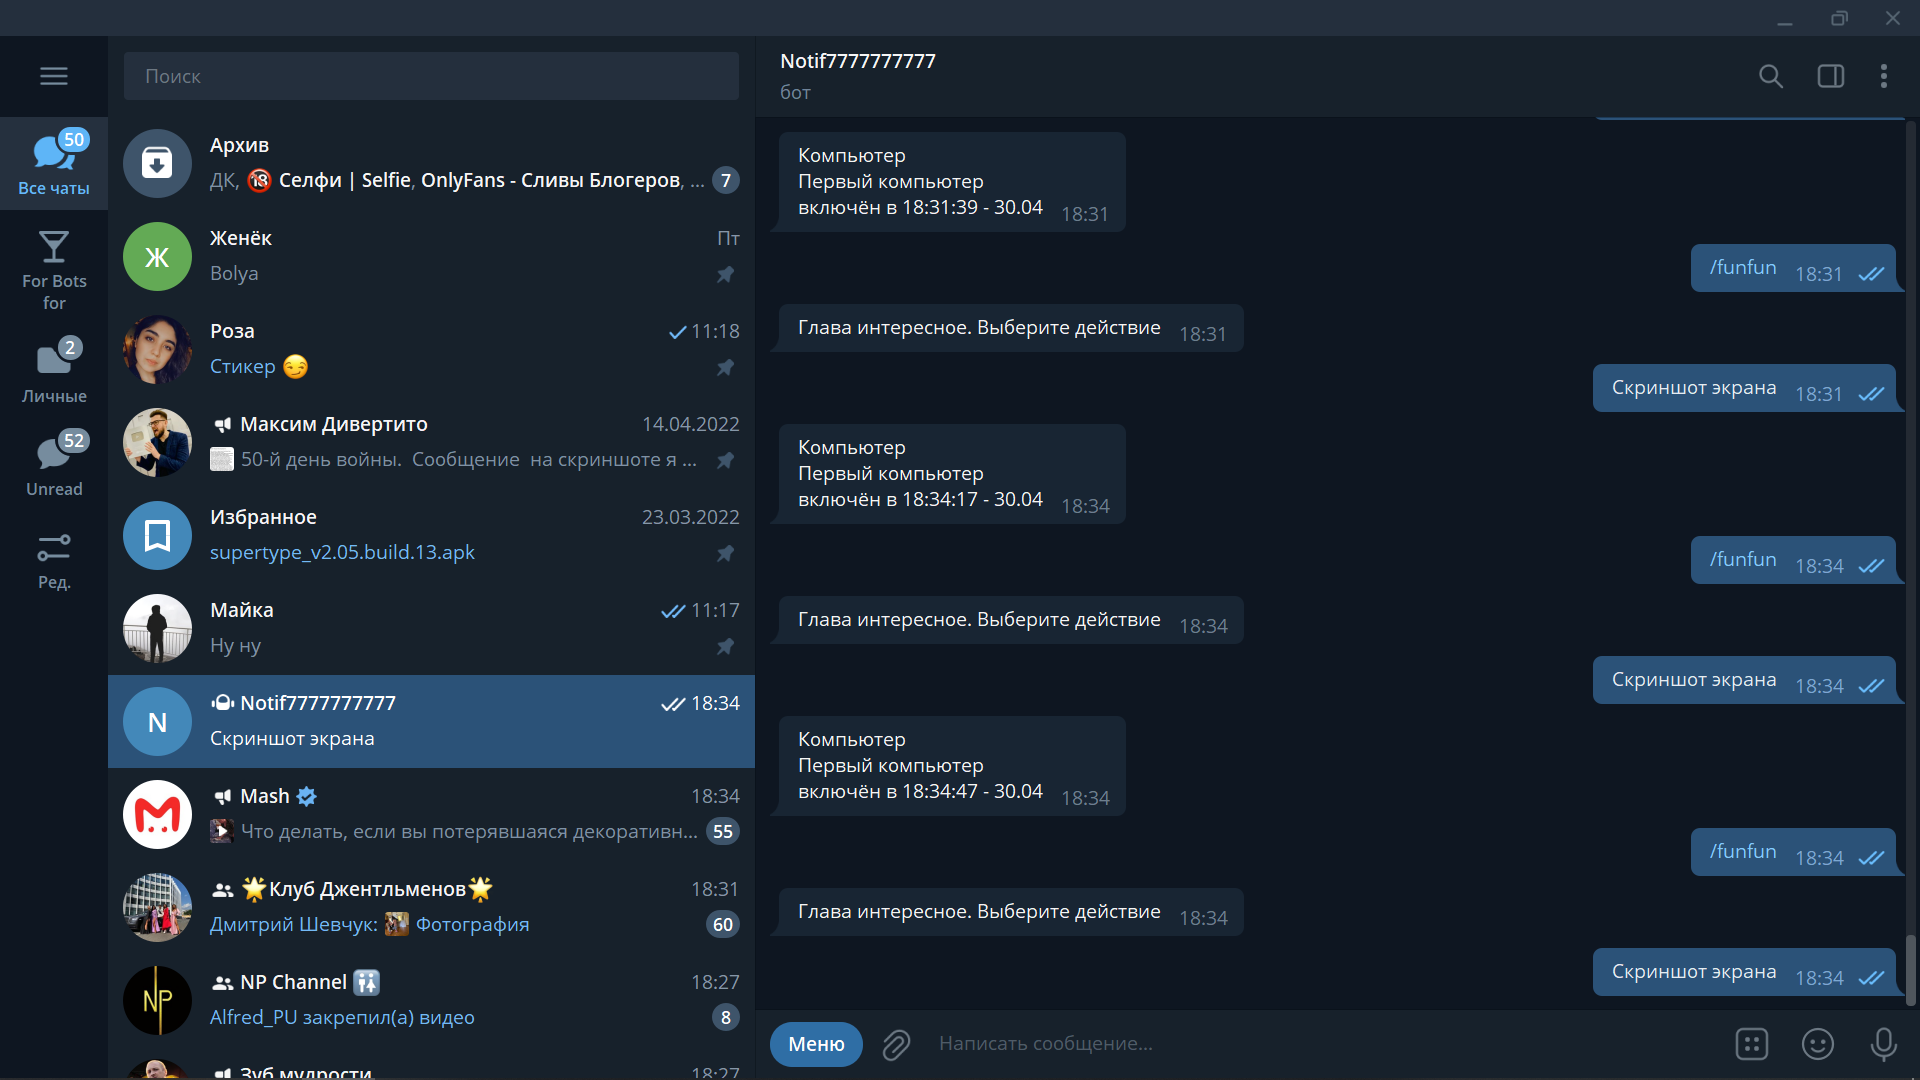 Поиск
50
Все чаты
For Bots
for
2
Личные
52
Unread
Ред.
Архив
ДК, 🔞 Селфи | Selfie, OnlyFans - Сливы Блогеров, ... 7
Женёк Пт
Bolya
Роза 11:18
Стикер 😏
Максим Дивертито 14.04.2022
50-й день войны. Сообщение на скриншоте я ...
Избранное 23.03.2022
supertype_v2.05.build.13.apk
Майка 11:17
Ну ну
Notif7777777777 18:34
Скриншот экрана
Mash 18:34
Что делать, если вы потерявшаяся декоративн... 55
🌟Клуб Джентльменов🌟 18:31
Дмитрий Шевчук: Фотография 60
NP Channel 🚻 18:27
Alfred_PU закрепил(а) видео 8
Зуб мудрости 18:27
Ж
N
NP
Notif7777777777
бот
Компьютер
Первый компьютер
включён в 18:31:39 - 30.04 18:31
/funfun 18:31
Глава интересное. Выберите действие 18:31
Скриншот экрана 18:31
Компьютер
Первый компьютер
включён в 18:34:17 - 30.04 18:34
/funfun 18:34
Глава интересное. Выберите действие 18:34
Скриншот экрана 18:34
Компьютер
Первый компьютер
включён в 18:34:47 - 30.04 18:34
/funfun 18:34
Глава интересное. Выберите действие 18:34
Скриншот экрана 18:34
Меню
Написать сообщение...